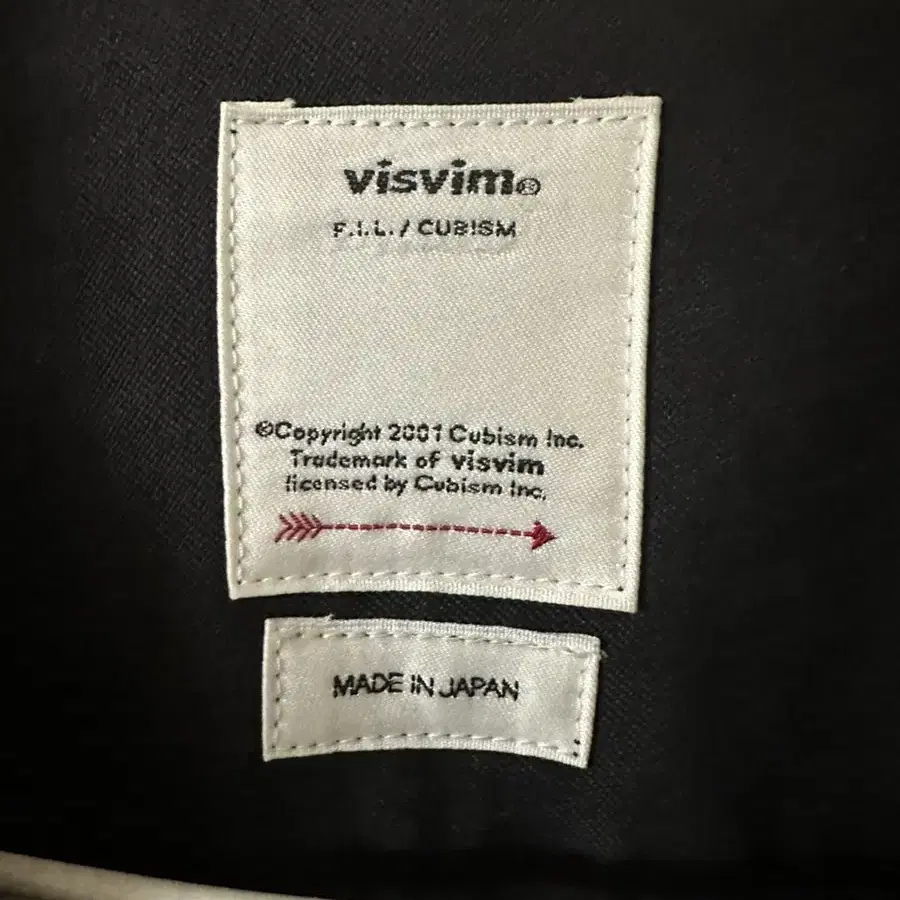 visvim®
F.I.L. / CUBISM
©Copyright 2001 Cubism Inc.
Trademark of visvim
licensed by Cubism Inc.
MADE IN JAPAN